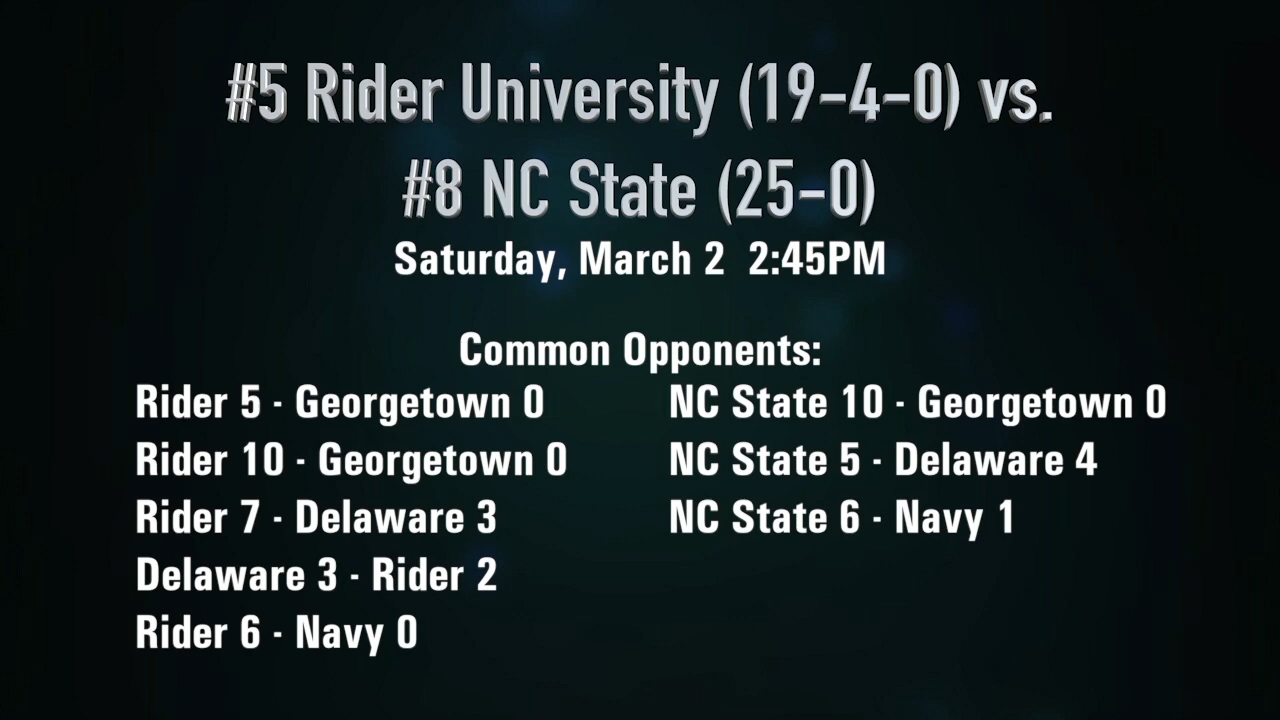 #5 Rider University (19-4-0) vs.
#8 NC State (25-0)
Saturday, March 2 2:45PM
Common Opponents:
Rider 5 - Georgetown 0
Rider 10 - Georgetown 0
Rider 7 - Delaware 3
Delaware 3 - Rider 2
Rider 6 - Navy 0
NC State 10 - Georgetown 0
NC State 5 - Delaware 4
NC State 6 - Navy 1